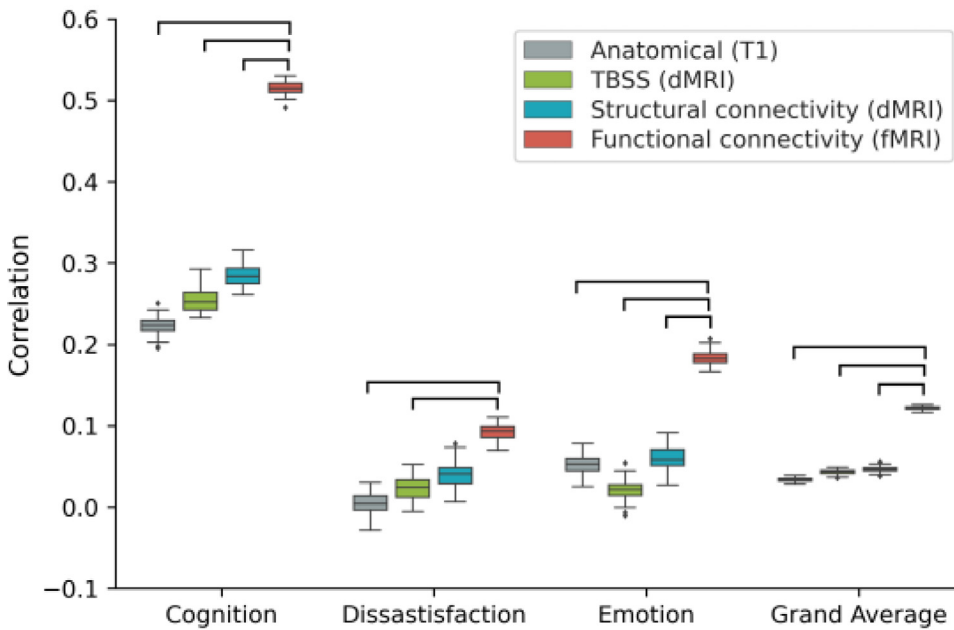 0.6
0.5
0.4
0.3
0.2
0.1
0.0
−0.1
Correlation
Anatomical (T1)
TBSS (dMRI)
Structural connectivity (dMRI)
Functional connectivity (fMRI)
Cognition
Dissastisfaction
Emotion
Grand Average